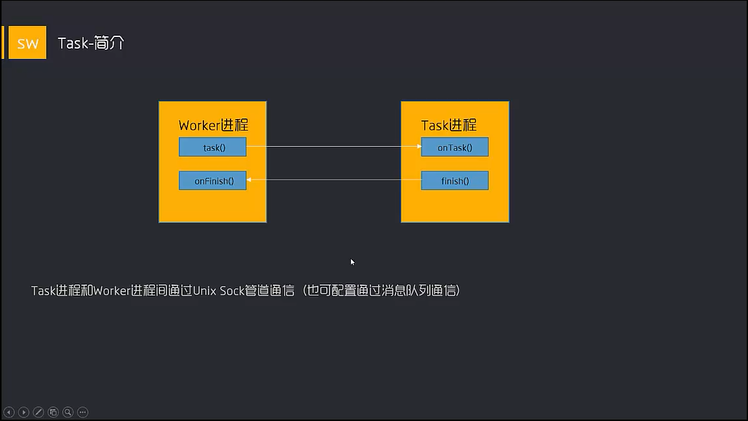 SW
Task-简介
Worker进程
Task进程
task()
onTask()
onFinish()
finish()
Task进程和Worker进程间通过Unix Sock管道通信（也可配置通过消息队列通信）